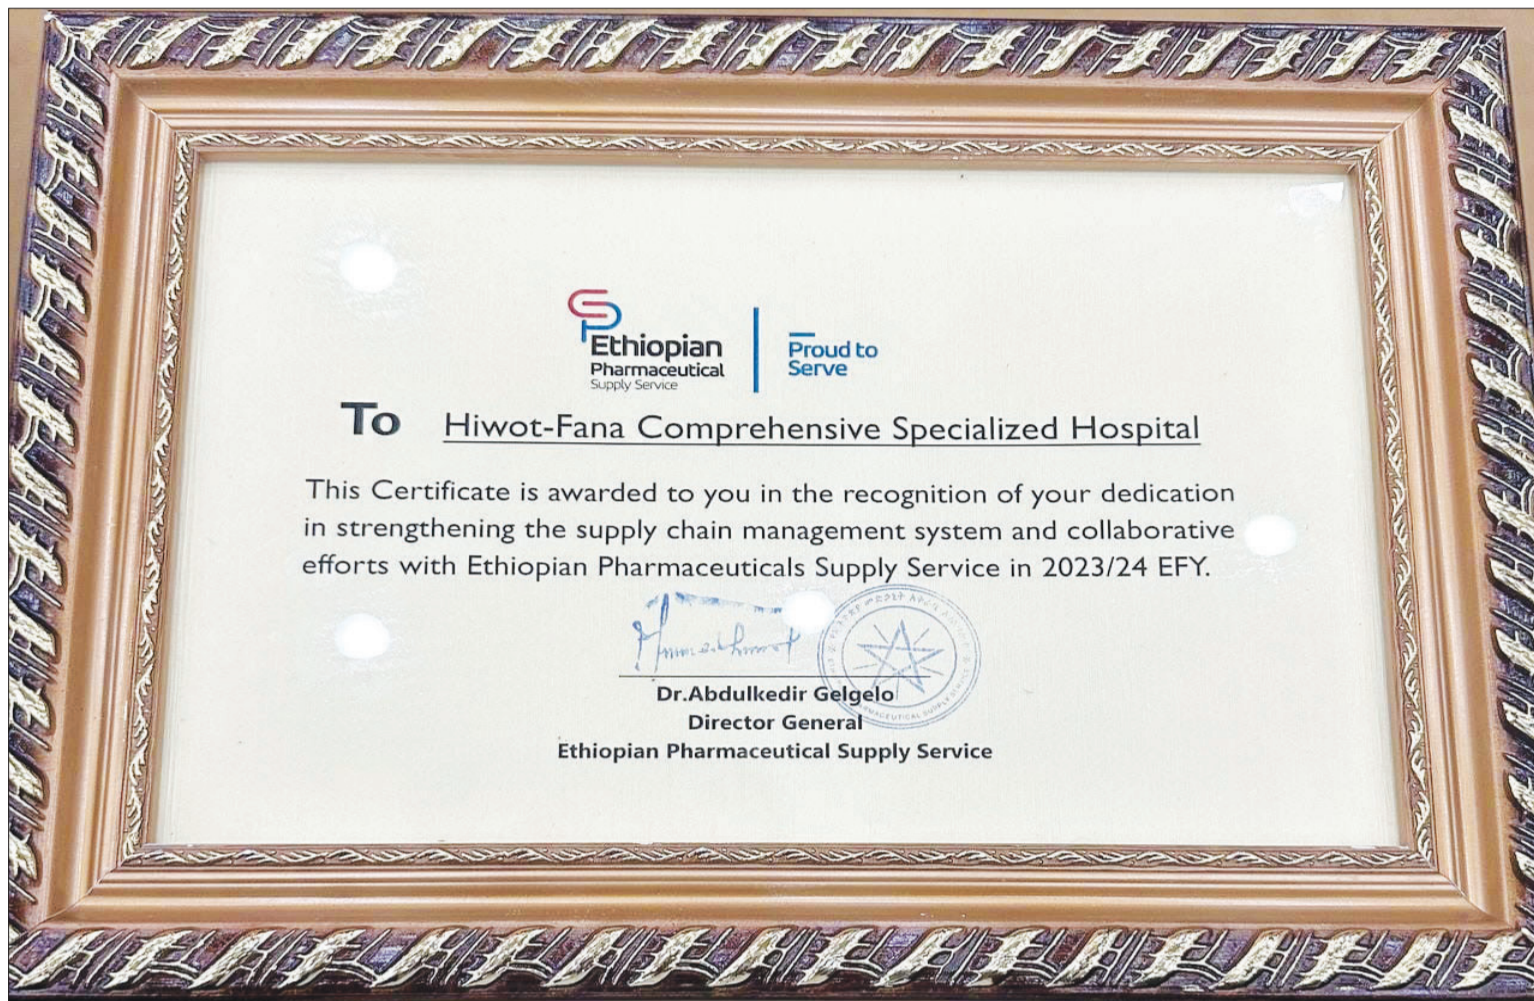 Ethiopian
Pharmaceutical
Supply Service
Proud to
Serve
To Hiwot-Fana Comprehensive Specialized Hospital
This Certificate is awarded to you in the recognition of your dedication
in strengthening the supply chain management system and collaborative
efforts with Ethiopian Pharmaceuticals Supply Service in 2023/24 EFY.
Dr.Abdulkedir Gelgelo
Director General
Ethiopian Pharmaceutical Supply Service